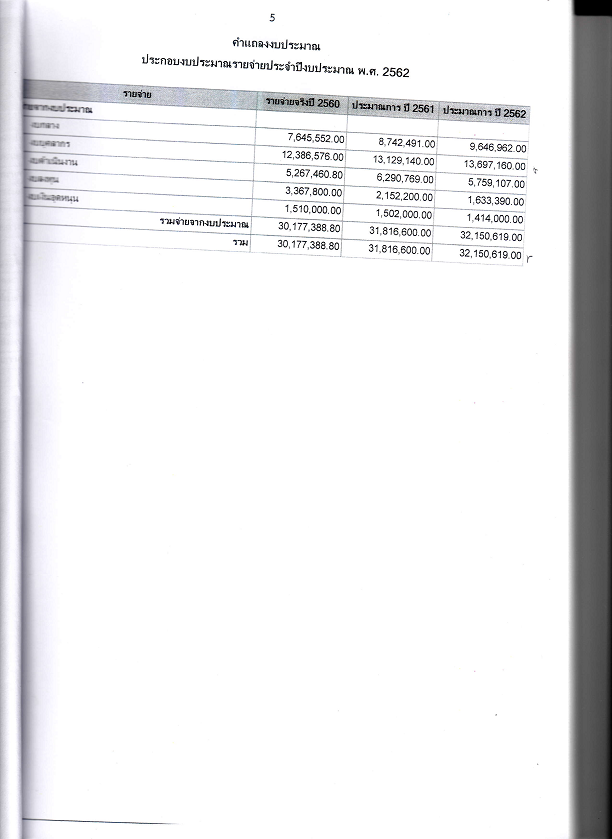 5
คำแถลงงบประมาณ
ประกอบงบประมาณรายจ่ายประจำปีงบประมาณ พ.ศ. 2562
รายจ่าย รายจ่ายจริงปี 2560 ประมาณการ ปี 2561 ประมาณการ ปี 2562
จ่ายจากงบประมาณ
งบกลาง 7,645,552.00 8,742,491.00 9,646,962.00
งบบุคลากร 12,386,576.00 13,129,140.00 13,697,160.00
งบดำเนินงาน 5,267,460.80 6,290,769.00 5,759,107.00
งบลงทุน 3,367,800.00 2,152,200.00 1,633,390.00
งบเงินอุดหนุน 1,510,000.00 1,502,000.00 1,414,000.00
รวมจ่ายจากงบประมาณ 30,177,388.80 31,816,600.00 32,150,619.00
รวม 30,177,388.80 31,816,600.00 32,150,619.00